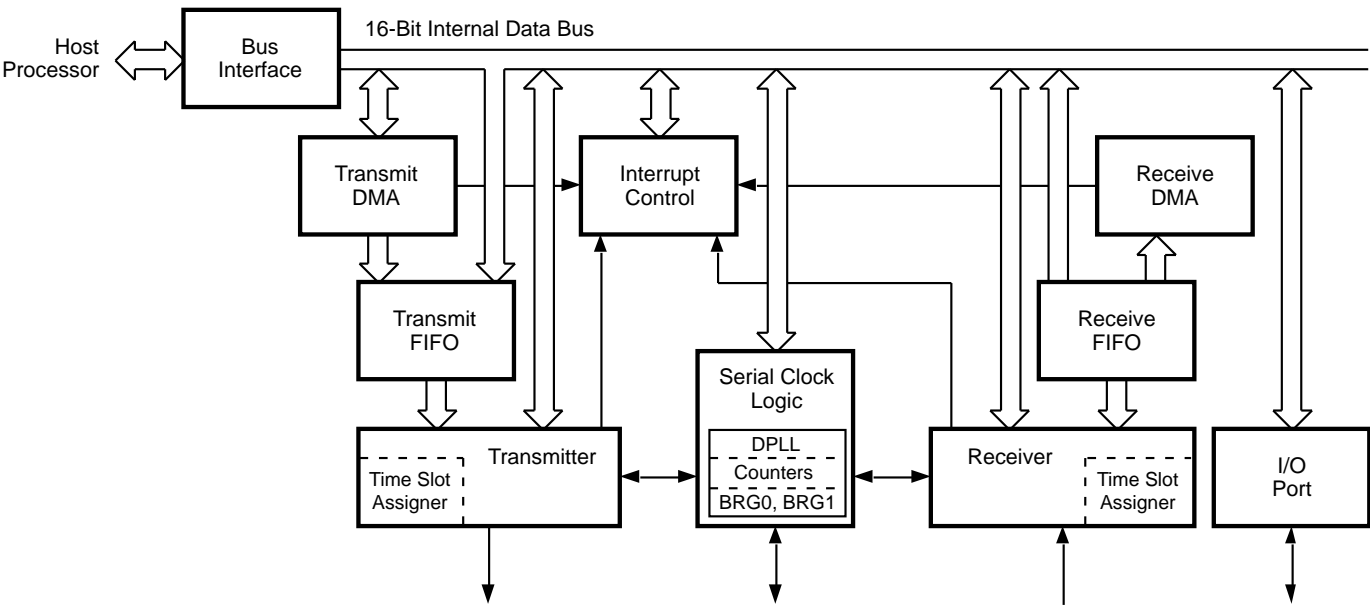 16-Bit Internal Data Bus
Host
Processor
Bus
Interface
Transmit
DMA
Interrupt
Control
Receive
DMA
Transmit
FIFO
Receive
FIFO
Serial Clock
Logic
DPLL
Counters
BRG0, BRG1
Transmitter
Time Slot
Assigner
Receiver
Time Slot
Assigner
I/O
Port